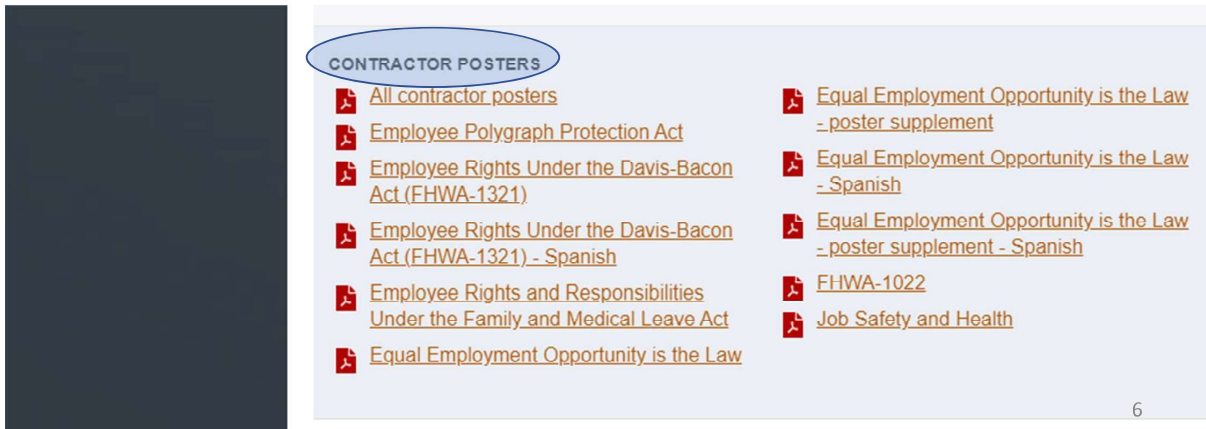 CONTRACTOR POSTERS
All contractor posters
Employee Polygraph Protection Act
Employee Rights Under the Davis-Bacon
Act (FHWA-1321)
Employee Rights Under the Davis-Bacon
Act (FHWA-1321) - Spanish
Employee Rights and Responsibilities
Under the Family and Medical Leave Act
Equal Employment Opportunity is the Law
Equal Employment Opportunity is the Law
- poster supplement
Equal Employment Opportunity is the Law
- Spanish
Equal Employment Opportunity is the Law
- poster supplement - Spanish
FHWA-1022
Job Safety and Health
6